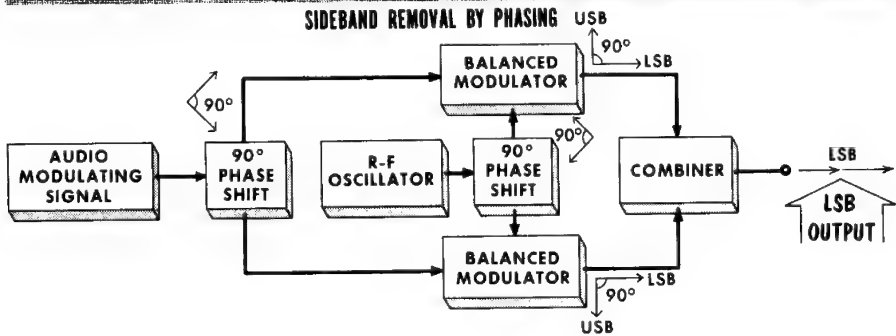 SIDEBAND REMOVAL BY PHASING
USB
90°
LSB
BALANCED
MODULATOR
90°
90°
AUDIO
MODULATING
SIGNAL
90°
PHASE
SHIFT
R-F
OSCILLATOR
90°
PHASE
SHIFT
COMBINER
LSB
LSB
OUTPUT
BALANCED
MODULATOR
LSB
90°
USB